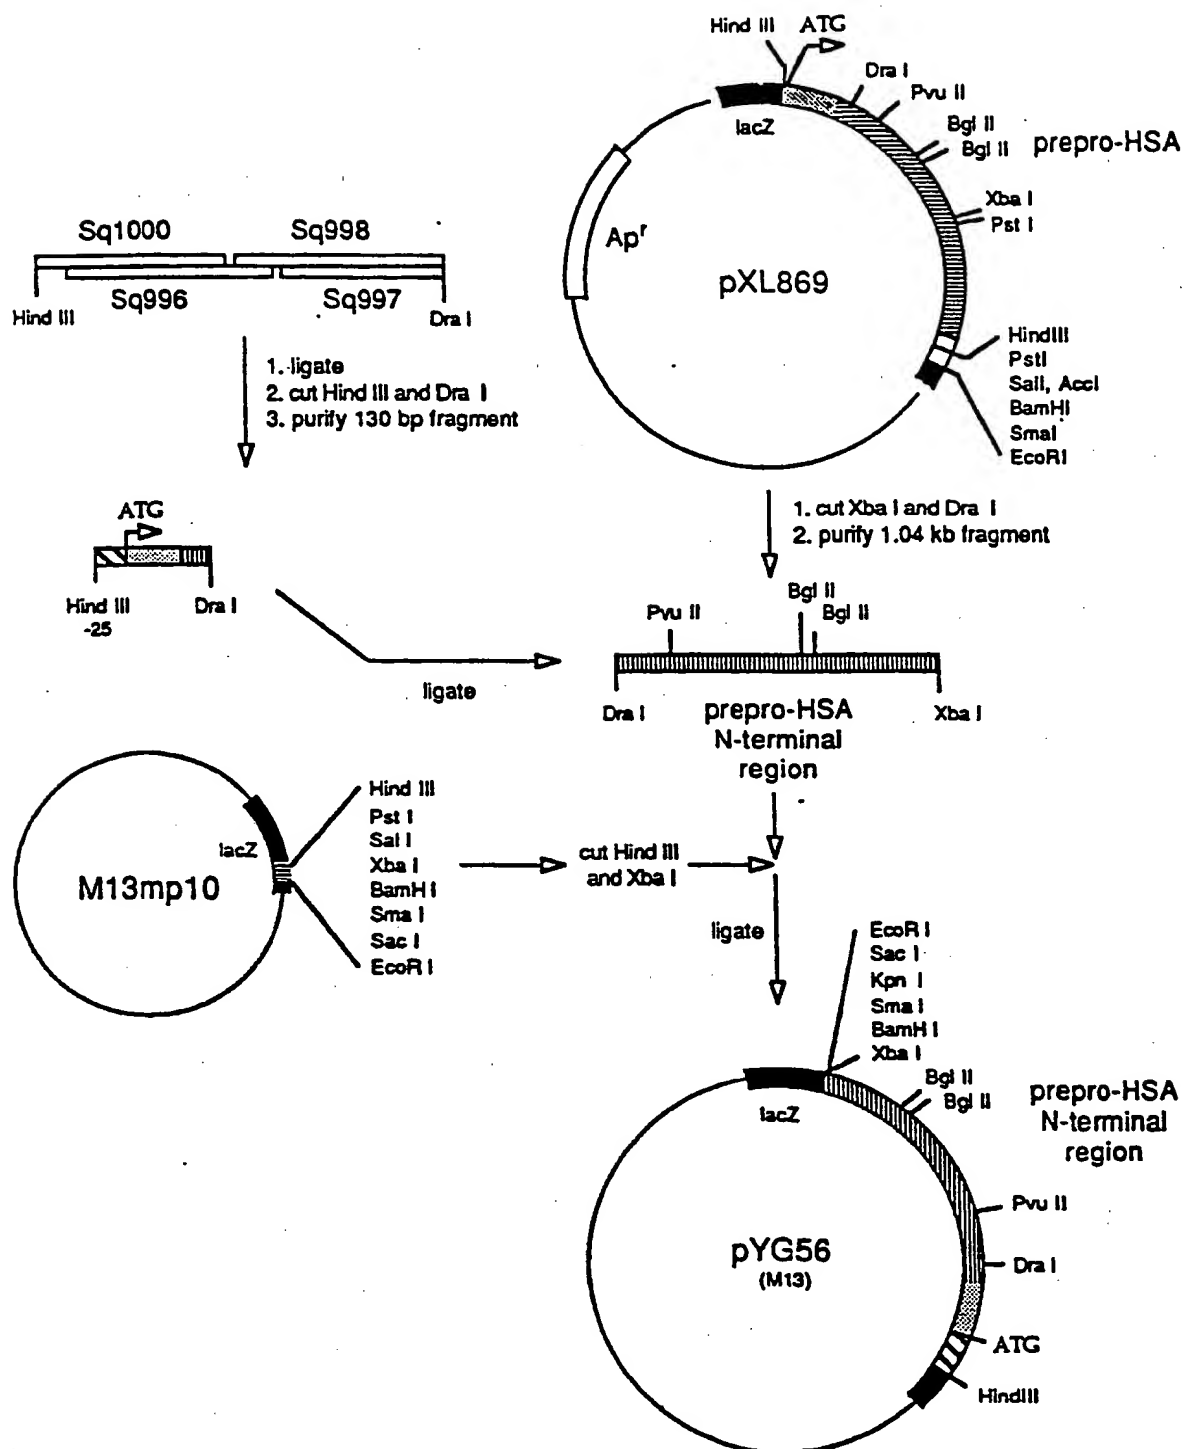 Hind III
ATG
Dra I
Pvu II
Bgl II
Bgl II
prepro-HSA
Xba I
Pst I
lacZ
Ap^r
pXL869
HindIII
PstI
SalI, AccI
BamHI
SmaI
EcoRI
Sq1000
Sq998
Sq996
Sq997
Hind III
Dra I
1. ligate
2. cut Hind III and Dra I
3. purify 130 bp fragment
1. cut Xba I and Dra I
2. purify 1.04 kb fragment
ATG
Hind III
-25
Dra I
ligate
Pvu II
Bgl II
Bgl II
Dra I
Xba I
prepro-HSA
N-terminal
region
M13mp10
lacZ
Hind III
Pst I
Sal I
Xba I
BamH I
Sma I
Sac I
EcoR I
cut Hind III
and Xba I
ligate
EcoR I
Sac I
Kpn I
Sma I
BamH I
Xba I
Bgl II
Bgl II
prepro-HSA
N-terminal
region
lacZ
Pvu II
Dra I
pYG56
(M13)
ATG
HindIII